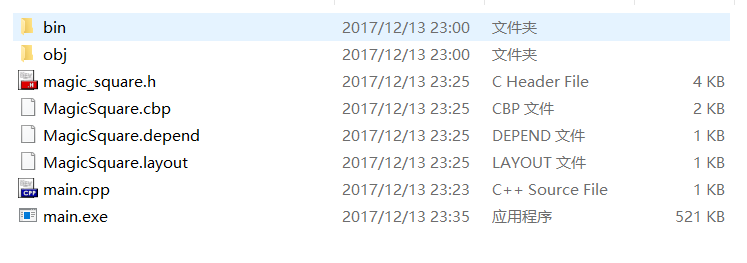 bin 2017/12/13 23:00 文件夹
obj 2017/12/13 23:00 文件夹
magic_square.h 2017/12/13 23:25 C Header File 4 KB
MagicSquare.cbp 2017/12/13 23:25 CBP 文件 2 KB
MagicSquare.depend 2017/12/13 23:25 DEPEND 文件 1 KB
MagicSquare.layout 2017/12/13 23:25 LAYOUT 文件 1 KB
main.cpp 2017/12/13 23:23 C++ Source File 1 KB
main.exe 2017/12/13 23:35 应用程序 521 KB